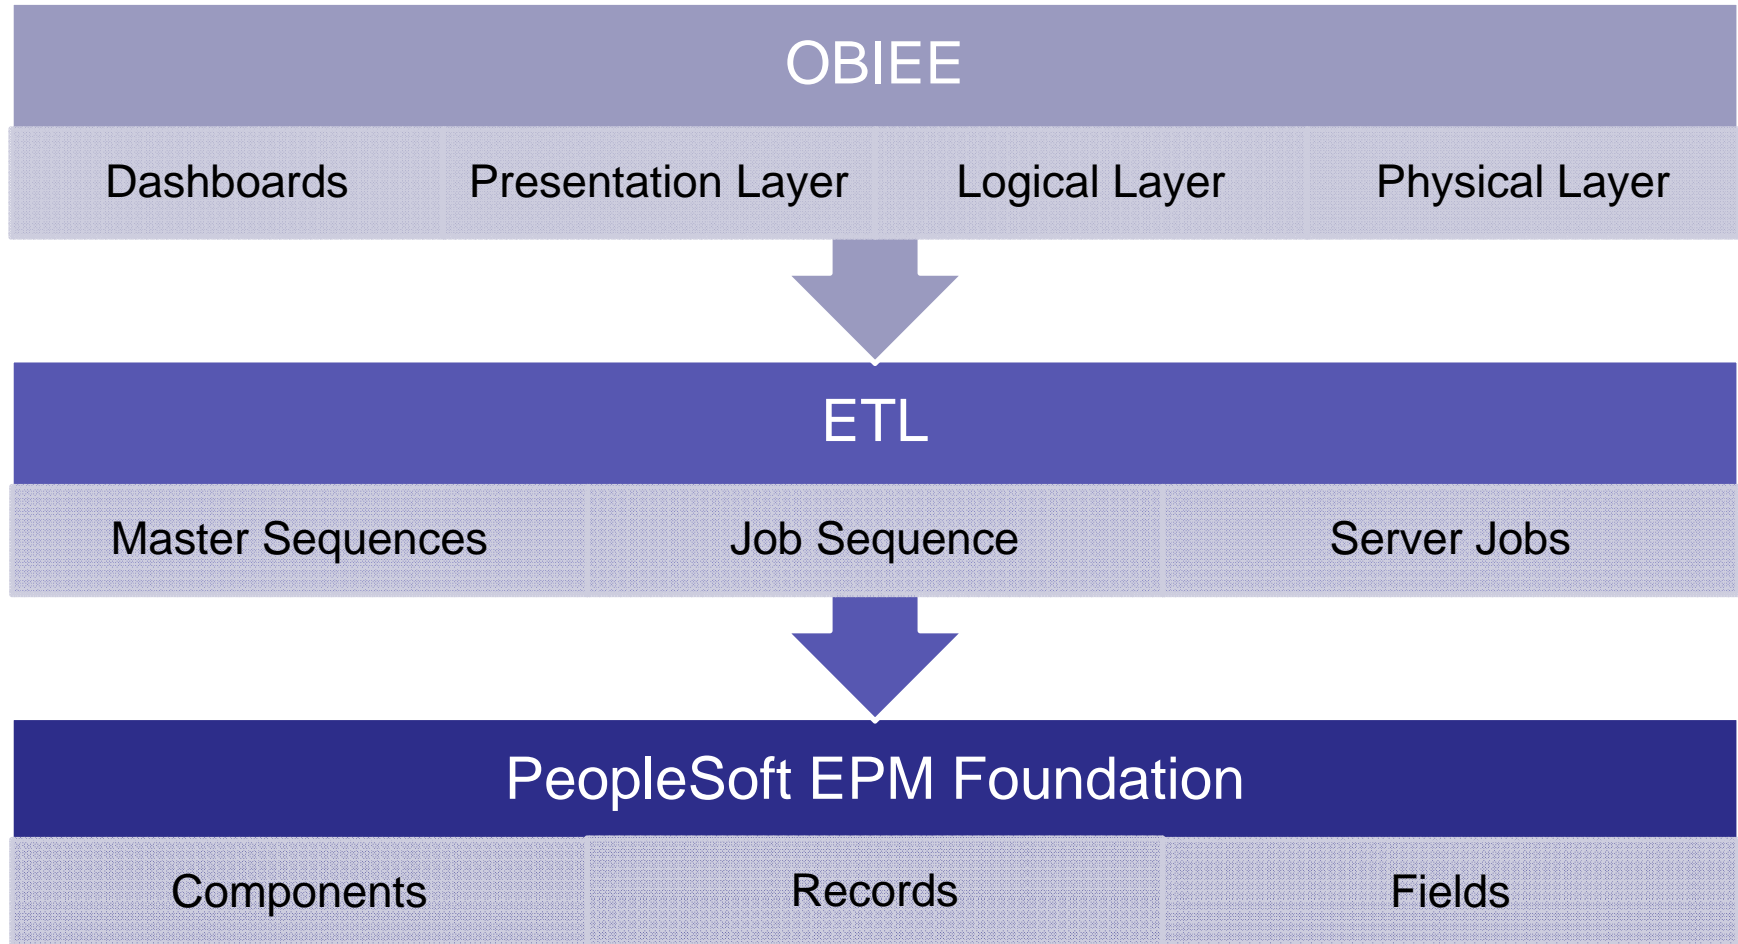 OBIEE
Dashboards
Presentation Layer
Logical Layer
Physical Layer
ETL
Master Sequences
Job Sequence
Server Jobs
PeopleSoft EPM Foundation
Components
Records
Fields